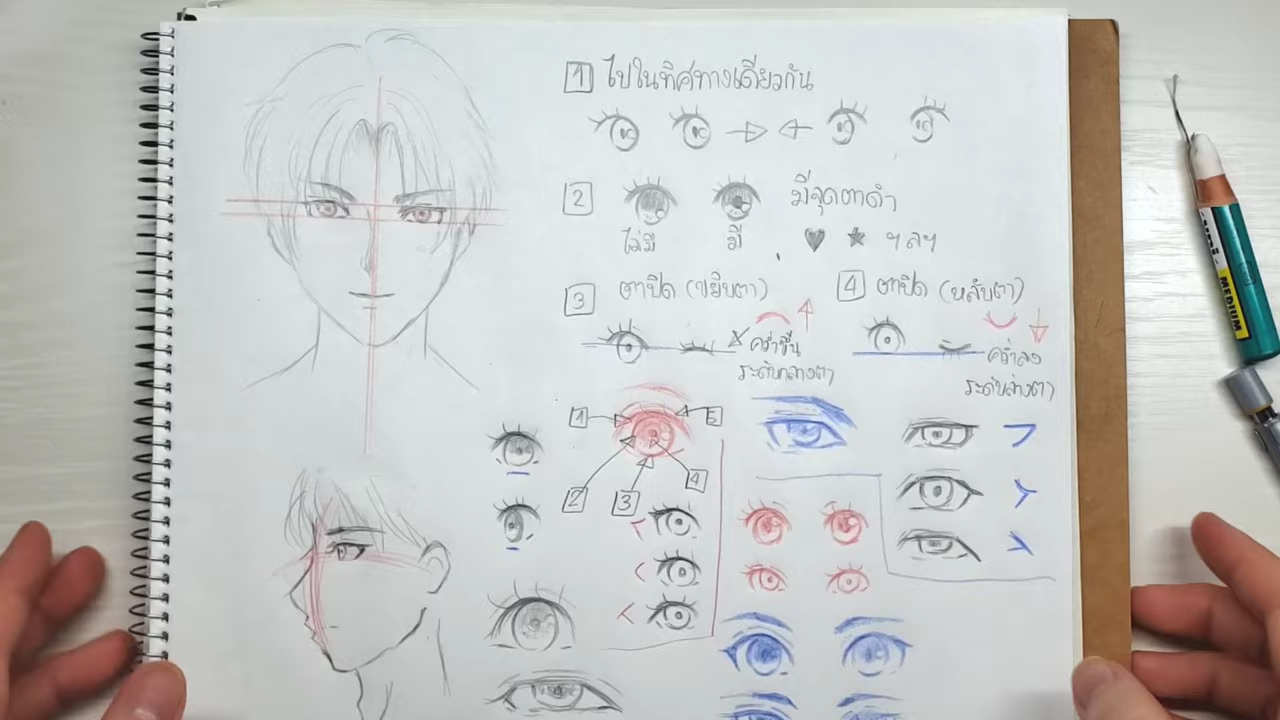 1 ไปในทิศทางเดียวกัน
2 มีจุดตาดำ
ไม่มี มี ฯลฯ
3 ตาปิด (ขยิบตา)
4 ตาปิด (หลับตา)
คว่ำขึ้น
ระดับกลางตา
คว่ำลง
ระดับล่างตา
1 5
2 3 4
MEDIUM